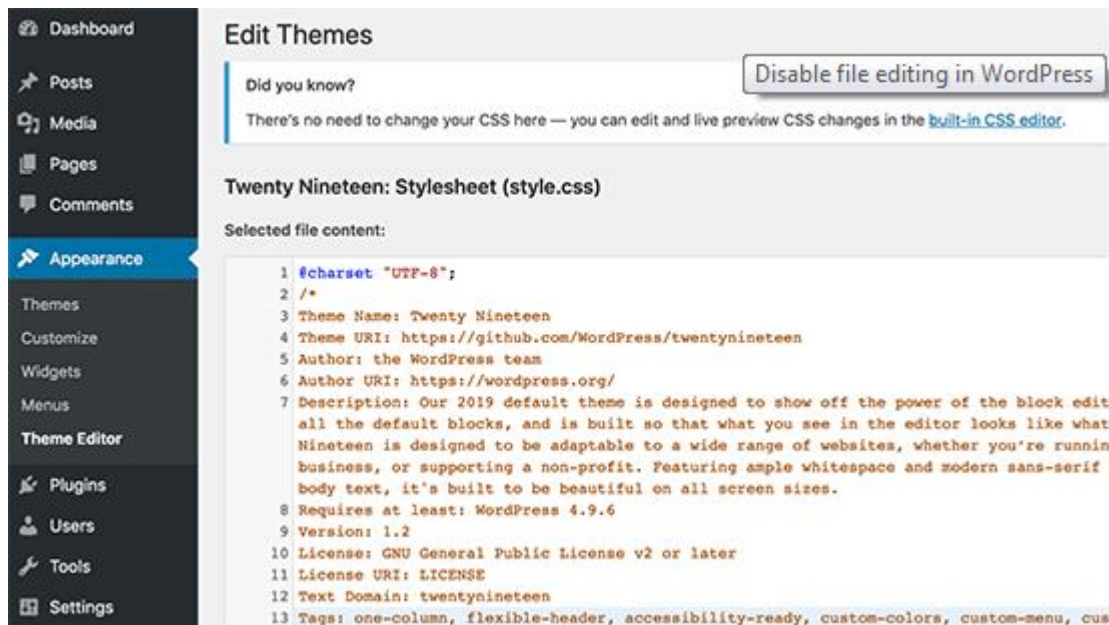 Dashboard
Posts
Media
Pages
Comments
Appearance
Themes
Customize
Widgets
Menus
Theme Editor
Plugins
Users
Tools
Settings
Edit Themes
Disable file editing in WordPress
Did you know?
There's no need to change your CSS here — you can edit and live preview CSS changes in the built-in CSS editor.
Twenty Nineteen: Stylesheet (style.css)
Selected file content:
1 @charset "UTF-8";
2 /*
3 Theme Name: Twenty Nineteen
4 Theme URI: https://github.com/WordPress/twentynineteen
5 Author: the WordPress team
6 Author URI: https://wordpress.org/
7 Description: Our 2019 default theme is designed to show off the power of the block edit
all the default blocks, and is built so that what you see in the editor looks like what
Nineteen is designed to be adaptable to a wide range of websites, whether you're runnin
business, or supporting a non-profit. Featuring ample whitespace and modern sans-serif
body text, it's built to be beautiful on all screen sizes.
8 Requires at least: WordPress 4.9.6
9 Version: 1.2
10 License: GNU General Public License v2 or later
11 License URI: LICENSE
12 Text Domain: twentynineteen
13 Tags: one-column, flexible-header, accessibility-ready, custom-colors, custom-menu, cus